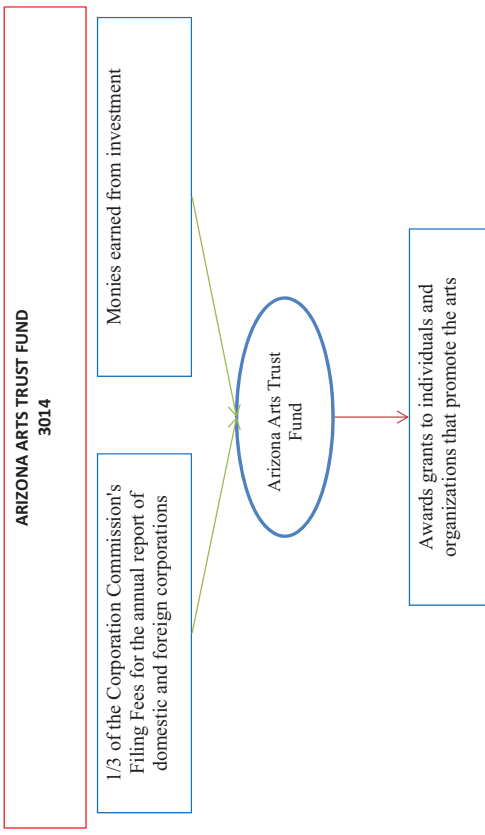 ARIZONA ARTS TRUST FUND
3014
1/3 of the Corporation Commission's
Filing Fees for the annual report of
domestic and foreign corporations
Monies earned from investment
Arizona Arts Trust
Fund
Awards grants to individuals and
organizations that promote the arts